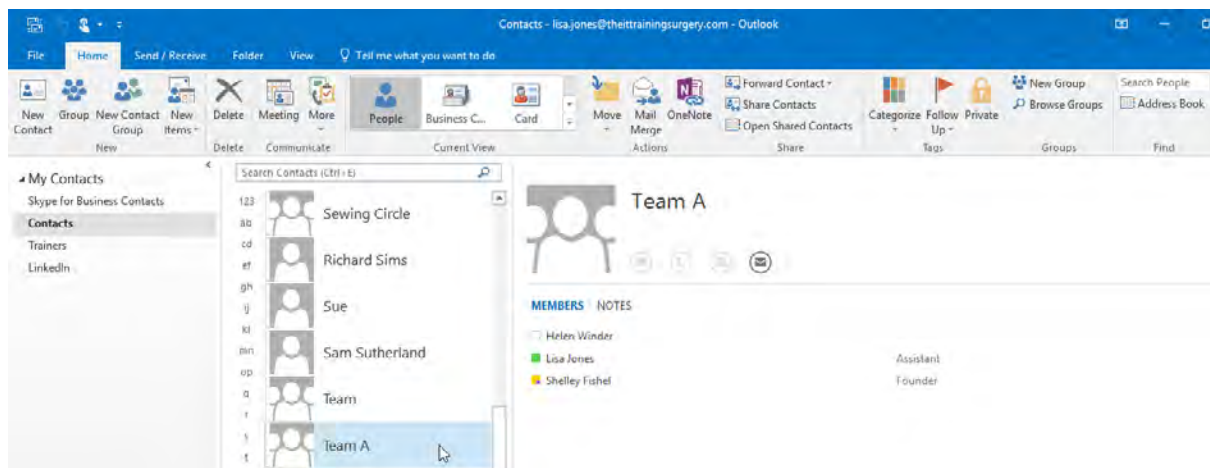 Contacts - lisa.jones@theittrainingsurgery.com - Outlook
File Home Send / Receive Folder View Tell me what you want to do
New Contact
Group
New Contact Group
New Items
New
Delete
Delete
Meeting
More
Communicate
People
Business C...
Card
Current View
Move
Mail Merge
OneNote
Actions
Forward Contact
Share Contacts
Open Shared Contacts
Share
Categorize
Follow Up
Private
Tags
New Group
Browse Groups
Groups
Search People
Address Book
Find
My Contacts
Skype for Business Contacts
Contacts
Trainers
LinkedIn
Search Contacts (Ctrl+E)
123
ab
cd
ef
gh
ij
kl
mn
op
q
r
s
t
Sewing Circle
Richard Sims
Sue
Sam Sutherland
Team
Team A
Team A
MEMBERS NOTES
Helen Winder
Lisa Jones Assistant
Shelley Fishel Founder